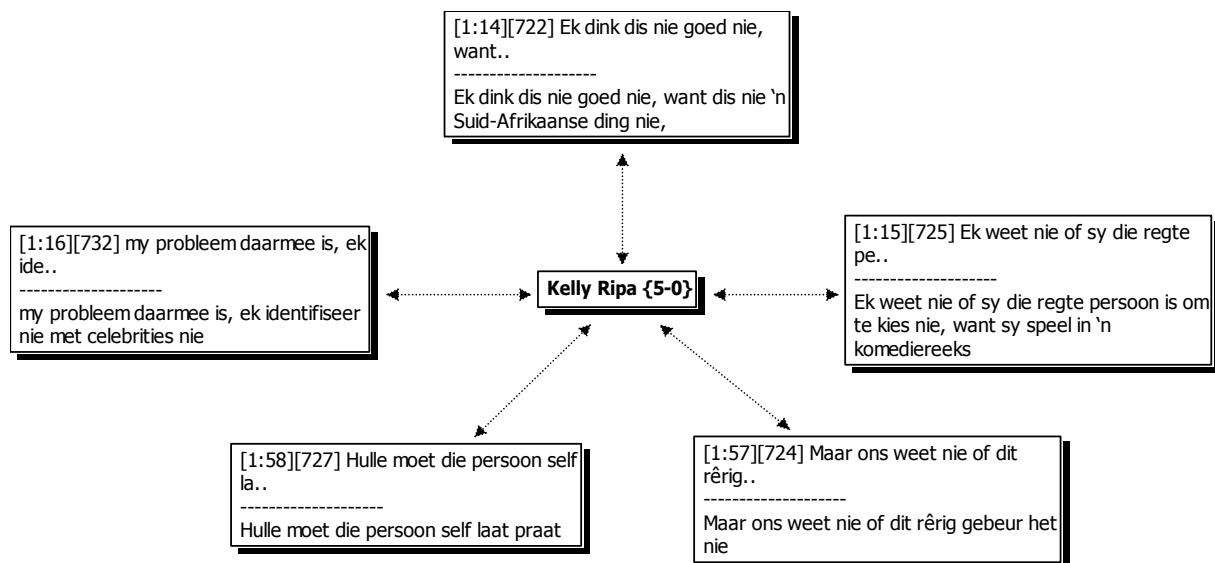 [1:14][722] Ek dink dis nie goed nie,
want..
--------------------
Ek dink dis nie goed nie, want dis nie ‘n
Suid-Afrikaanse ding nie,
[1:16][732] my probleem daarmee is, ek
ide..
--------------------
my probleem daarmee is, ek identifiseer
nie met celebrities nie
Kelly Ripa {5-0}
[1:15][725] Ek weet nie of sy die regte
pe..
--------------------
Ek weet nie of sy die regte persoon is om
te kies nie, want sy speel in ‘n
komediereeks
[1:58][727] Hulle moet die persoon self
la..
--------------------
Hulle moet die persoon self laat praat
[1:57][724] Maar ons weet nie of dit
rêrig..
--------------------
Maar ons weet nie of dit rêrig gebeur het
nie